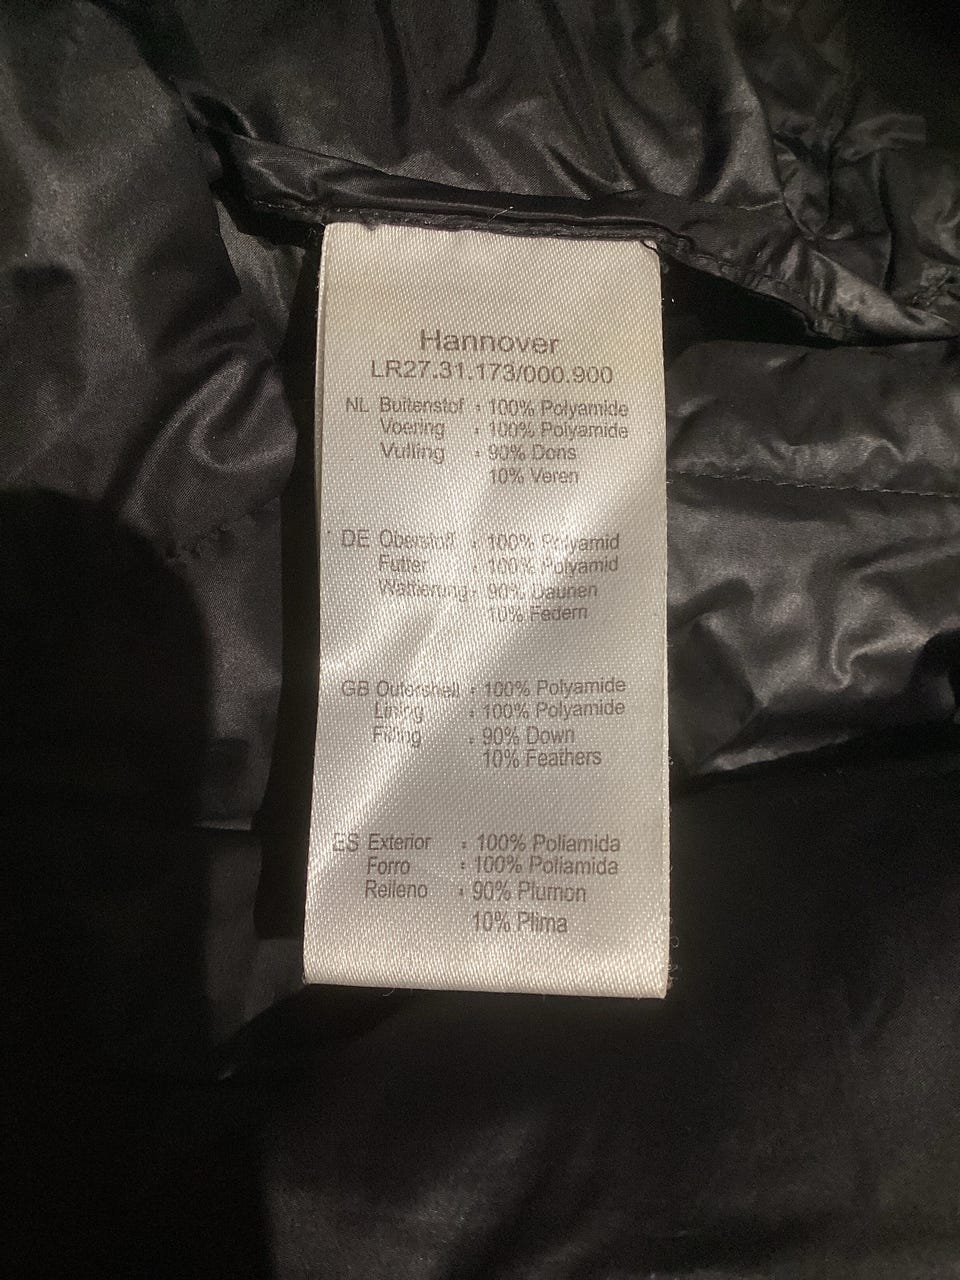 Hannover
LR27.31.173/000.900
NL Buitenstof : 100% Polyamide
Voering : 100% Polyamide
Vulling : 90% Dons
10% Veren
DE Oberstoff : 100% Polyamid
Futter : 100% Polyamid
Wattierung : 90% Daunen
10% Federn
GB Outershell : 100% Polyamide
Lining : 100% Polyamide
Filling : 90% Down
10% Feathers
ES Exterior : 100% Poliamida
Forro : 100% Poliamida
Relleno : 90% Plumon
10% Plima